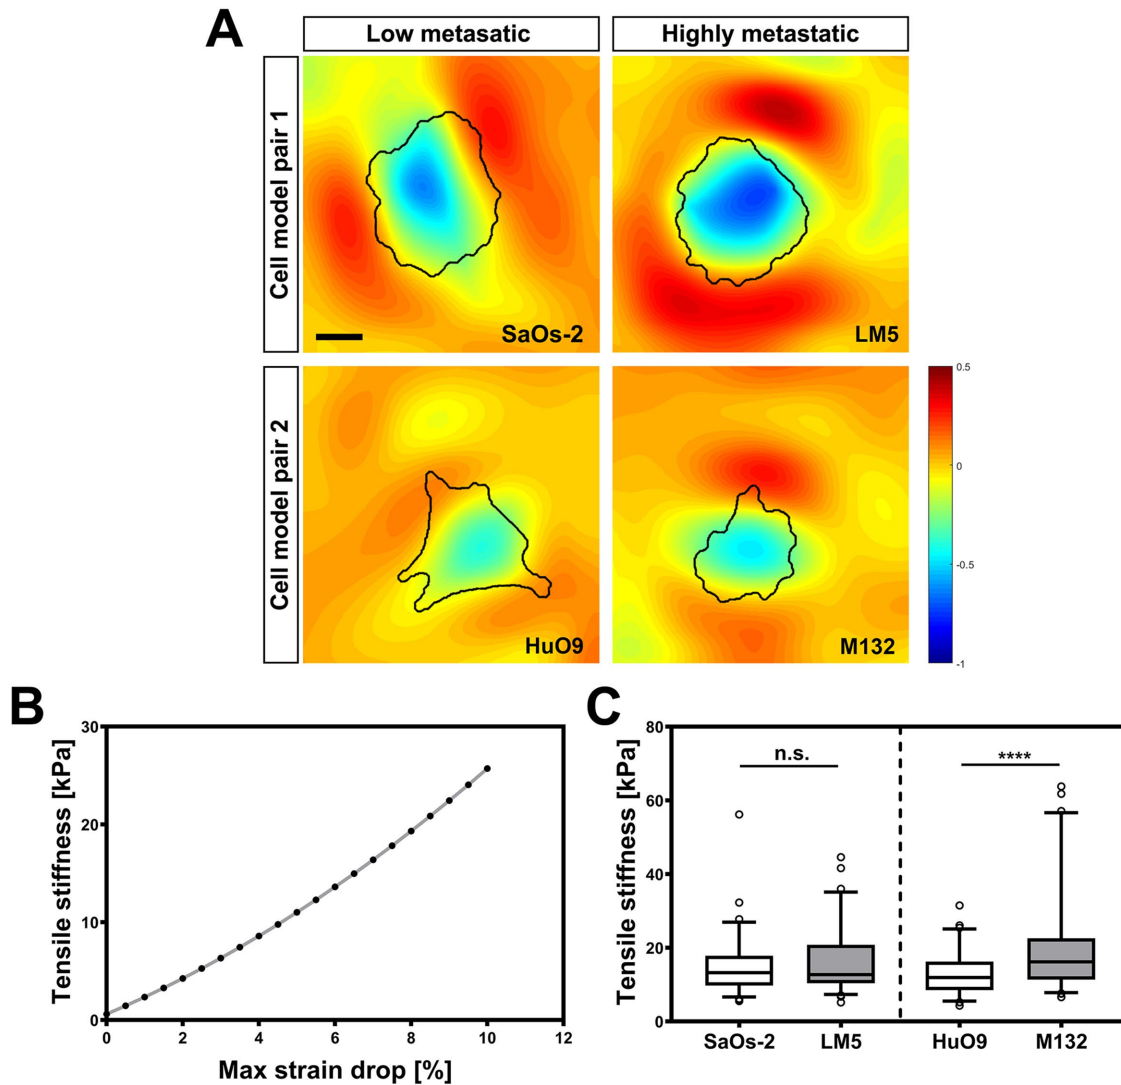 A
Low metasatic
Highly metastatic
Cell model pair 1
SaOs-2
LM5
Cell model pair 2
HuO9
M132
0.5
0
-0.5
-1
B
Tensile stiffness [kPa]
30
20
10
0
0 2 4 6 8 10 12
Max strain drop [%]
C
Tensile stiffness [kPa]
80
60
40
20
0
n.s.
****
SaOs-2 LM5 HuO9 M132